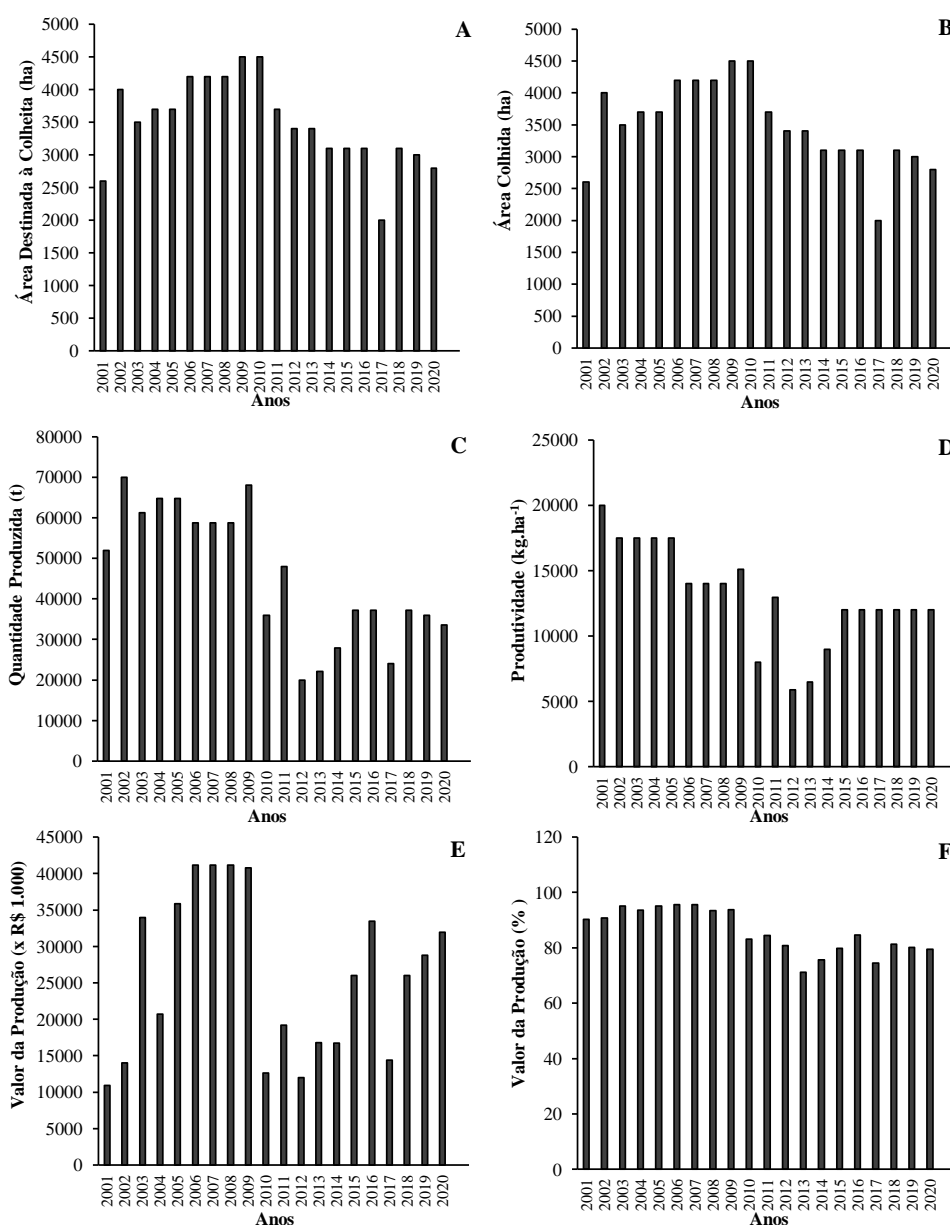 A
Área Destinada à Colheita (ha)
5000
4500
4000
3500
3000
2500
2000
1500
1000
500
0
2001 2002 2003 2004 2005 2006 2007 2008 2009 2010 2011 2012 2013 2014 2015 2016 2017 2018 2019 2020
Anos
B
Área Colhida (ha)
5000
4500
4000
3500
3000
2500
2000
1500
1000
500
0
2001 2002 2003 2004 2005 2006 2007 2008 2009 2010 2011 2012 2013 2014 2015 2016 2017 2018 2019 2020
Anos
C
Quantidade Produzida (t)
80000
70000
60000
50000
40000
30000
20000
10000
0
2001 2002 2003 2004 2005 2006 2007 2008 2009 2010 2011 2012 2013 2014 2015 2016 2017 2018 2019 2020
Anos
D
Produtividade (kg.ha⁻¹)
25000
20000
15000
10000
5000
0
2001 2002 2003 2004 2005 2006 2007 2008 2009 2010 2011 2012 2013 2014 2015 2016 2017 2018 2019 2020
Anos
E
Valor da Produção (x R$ 1.000)
45000
40000
35000
30000
25000
20000
15000
10000
5000
0
2001 2002 2003 2004 2005 2006 2007 2008 2009 2010 2011 2012 2013 2014 2015 2016 2017 2018 2019 2020
Anos
F
Valor da Produção (% )
120
100
80
60
40
20
0
2001 2002 2003 2004 2005 2006 2007 2008 2009 2010 2011 2012 2013 2014 2015 2016 2017 2018 2019 2020
Anos